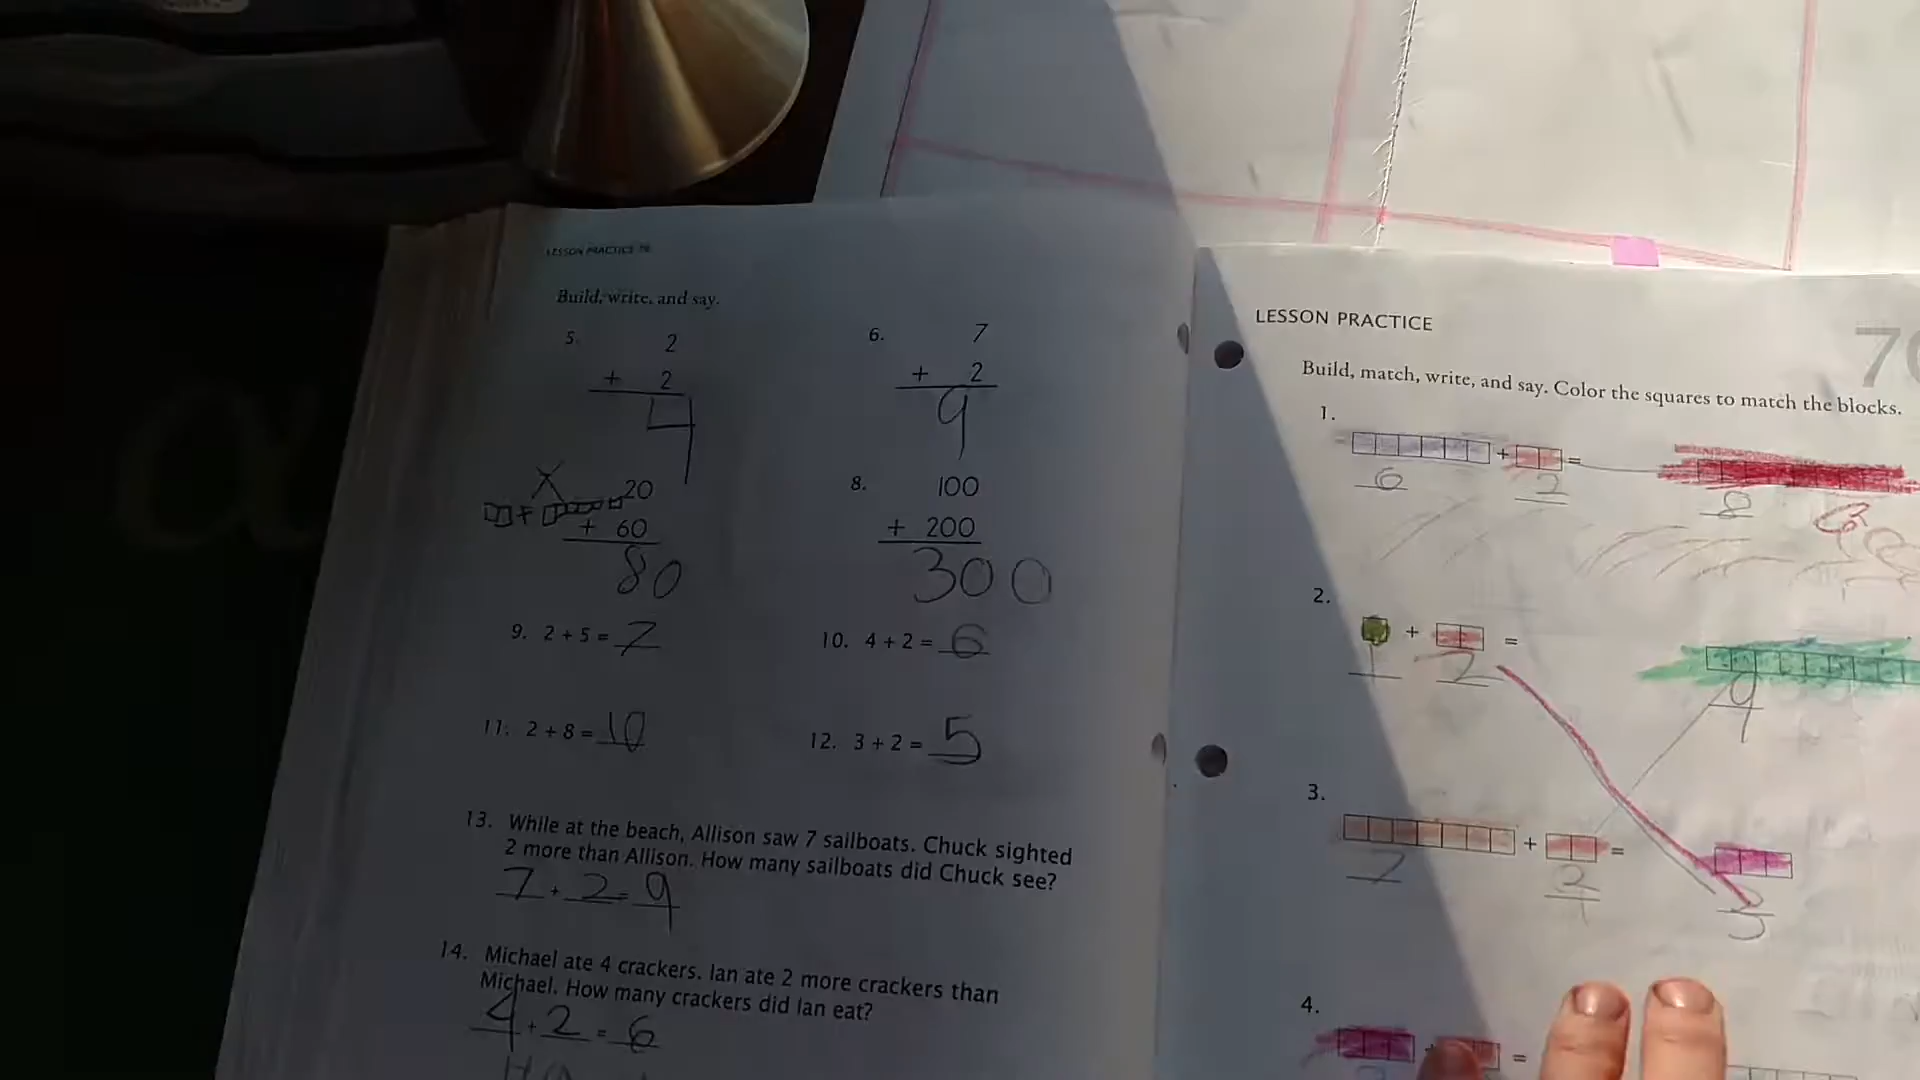 LESSON PRACTICE 7B
Build, write, and say.
5. 2
+ 2
4
6. 7
+ 2
9
20
+ 60
80
8. 100
+ 200
300
9. 2 + 5 = 7
10. 4 + 2 = 6
11. 2 + 8 = 10
12. 3 + 2 = 5
13. While at the beach, Allison saw 7 sailboats. Chuck sighted
2 more than Allison. How many sailboats did Chuck see?
7 + 2 = 9
14. Michael ate 4 crackers. Ian ate 2 more crackers than
Michael. How many crackers did Ian eat?
4 + 2 = 6
LESSON PRACTICE
Build, match, write, and say. Color the squares to match the blocks.
1.
+ =
6 2 8
2.
+ =
1 2 9
3.
+ =
7 2 3
4.
=